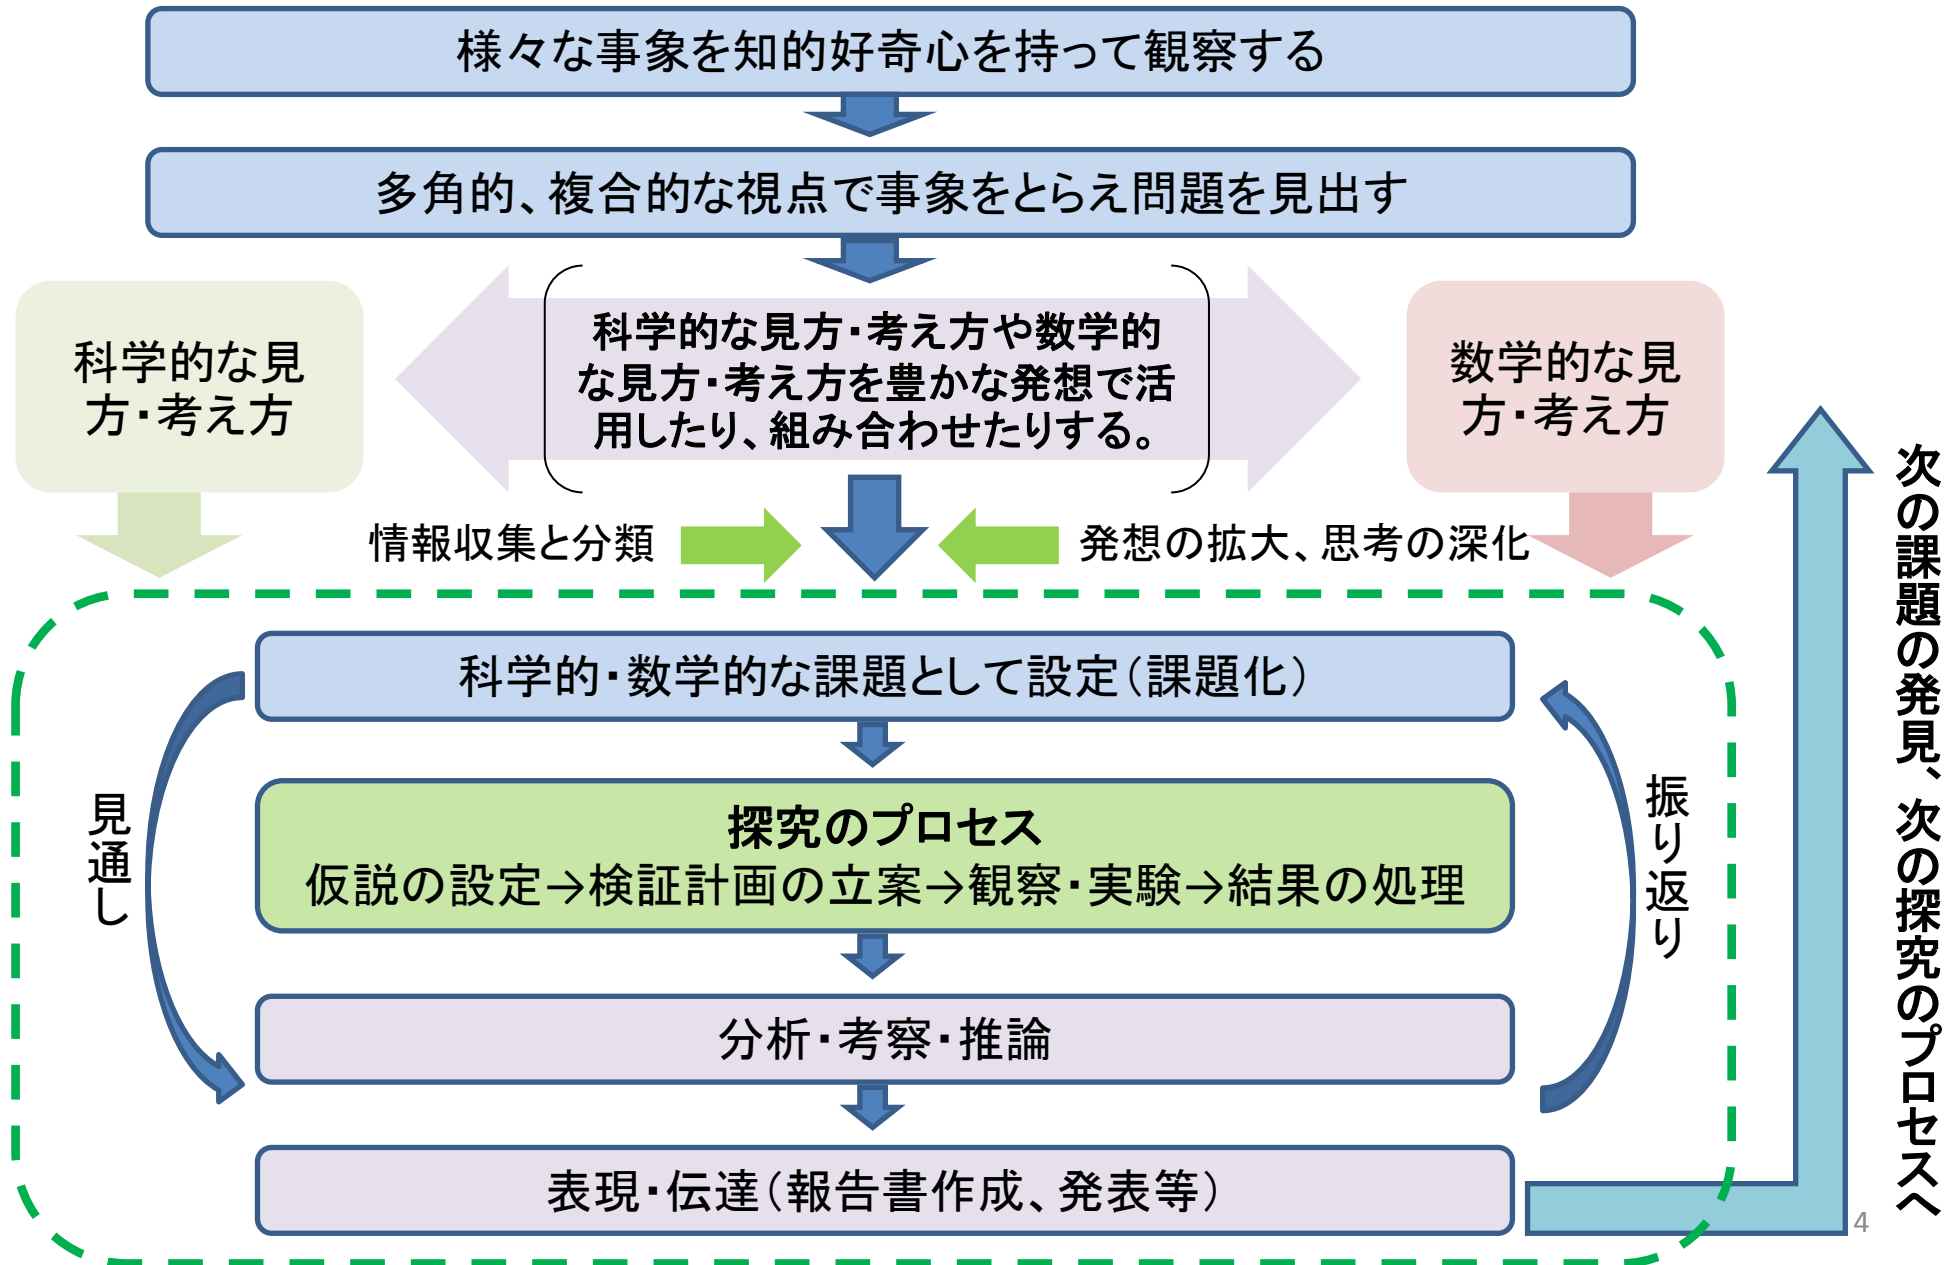 様々な事象を知的好奇心を持って観察する
多角的、複合的な視点で事象をとらえ問題を見出す
科学的な見
方・考え方
科学的な見方・考え方や数学的
な見方・考え方を豊かな発想で活
用したり、組み合わせたりする。
数学的な見
方・考え方
情報収集と分類
発想の拡大、思考の深化
科学的・数学的な課題として設定（課題化）
探究のプロセス
仮説の設定→検証計画の立案→観察・実験→結果の処理
見通し
振り返り
分析・考察・推論
表現・伝達（報告書作成、発表等）
次の課題の発見、次の探究のプロセスへ
4